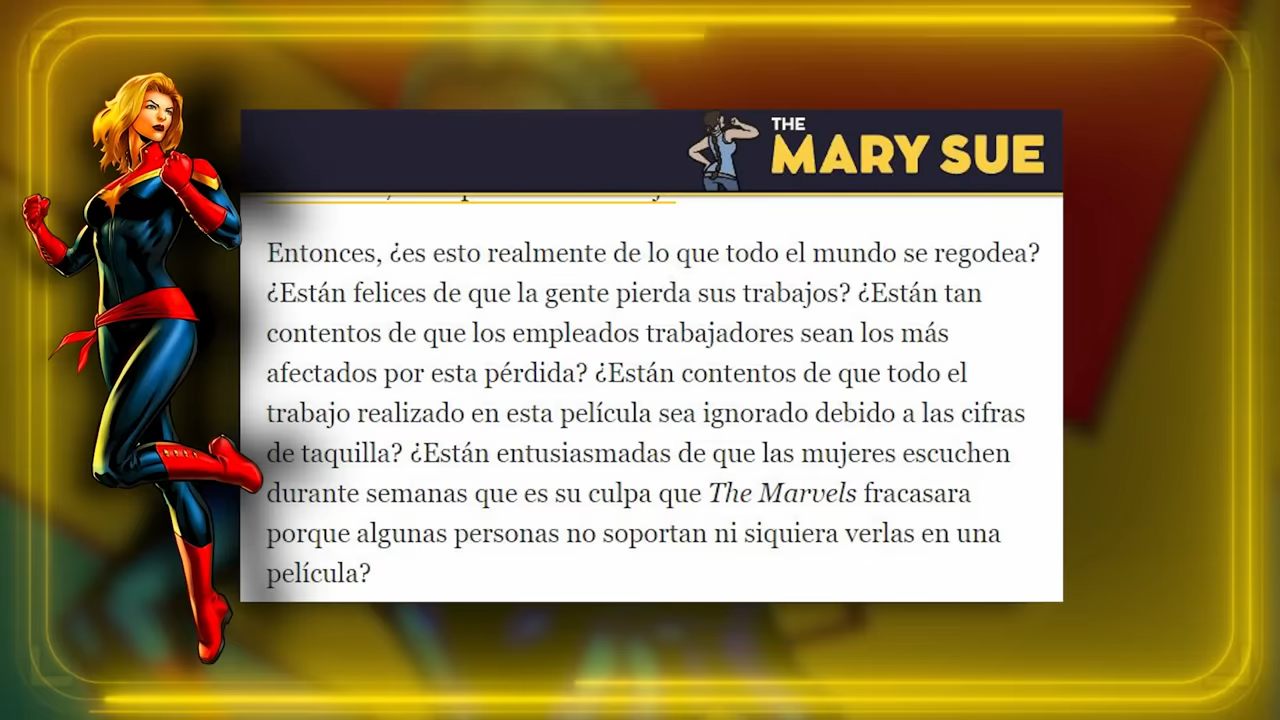 THE
MARY SUE
Entonces, ¿es esto realmente de lo que todo el mundo se regodea?
¿Están felices de que la gente pierda sus trabajos? ¿Están tan
contentos de que los empleados trabajadores sean los más
afectados por esta pérdida? ¿Están contentos de que todo el
trabajo realizado en esta película sea ignorado debido a las cifras
de taquilla? ¿Están entusiasmadas de que las mujeres escuchen
durante semanas que es su culpa que The Marvels fracasara
porque algunas personas no soportan ni siquiera verlas en una
película?